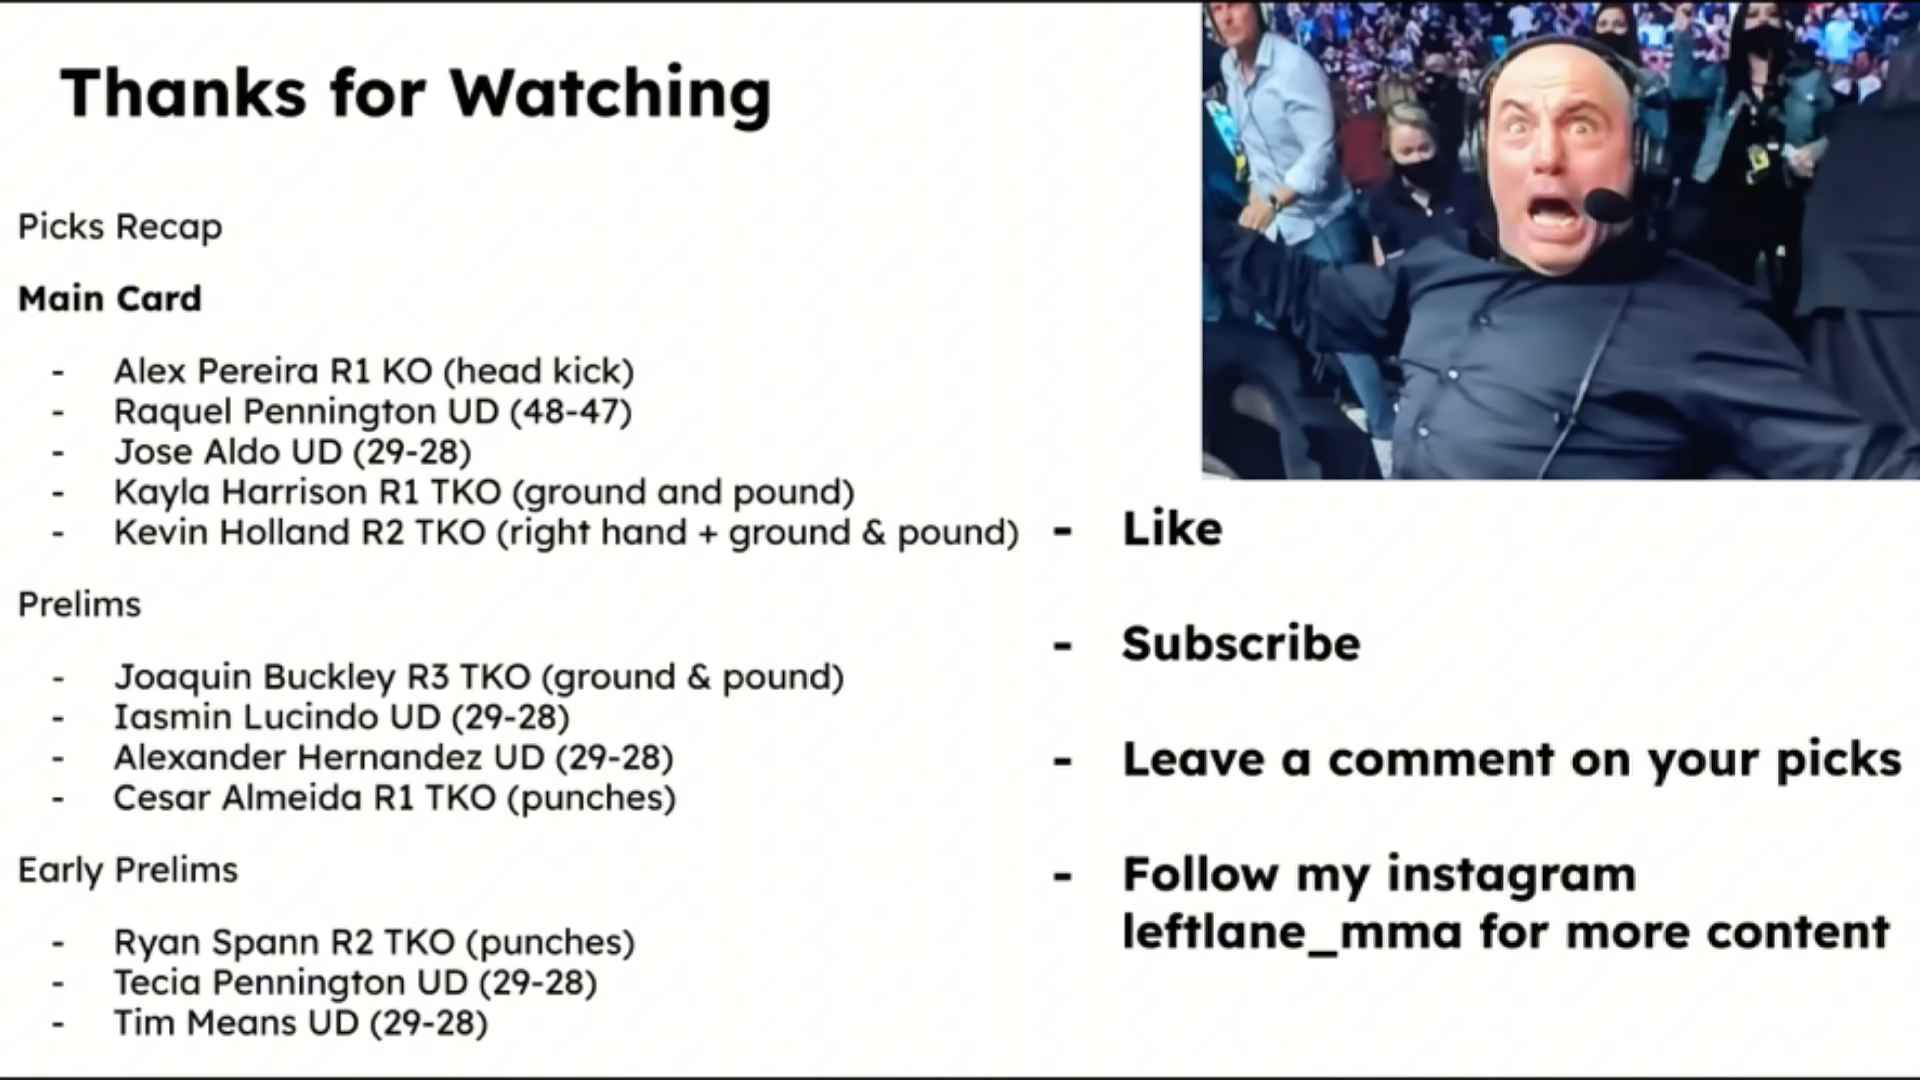 Thanks for Watching
Picks Recap
Main Card
- Alex Pereira R1 KO (head kick)
- Raquel Pennington UD (48-47)
- Jose Aldo UD (29-28)
- Kayla Harrison R1 TKO (ground and pound)
- Kevin Holland R2 TKO (right hand + ground & pound)
Prelims
- Joaquin Buckley R3 TKO (ground & pound)
- Iasmin Lucindo UD (29-28)
- Alexander Hernandez UD (29-28)
- Cesar Almeida R1 TKO (punches)
Early Prelims
- Ryan Spann R2 TKO (punches)
- Tecia Pennington UD (29-28)
- Tim Means UD (29-28)
- Like
- Subscribe
- Leave a comment on your picks
- Follow my instagram
leftlane_mma for more content